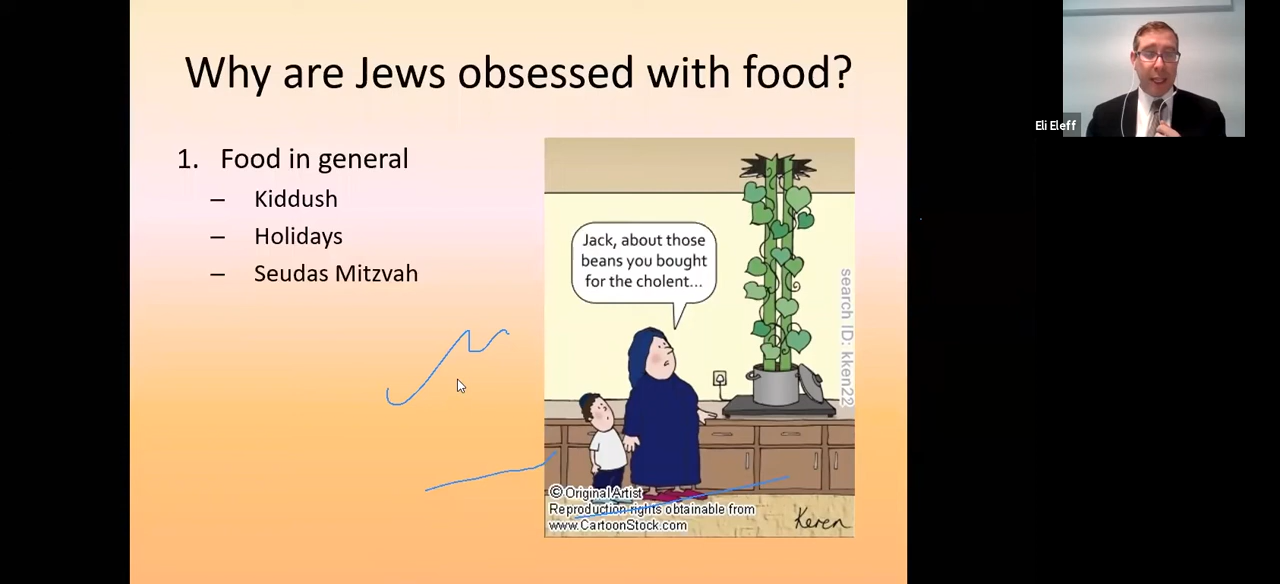 Why are Jews obsessed with food?
1. Food in general
– Kiddush
– Holidays
– Seudas Mitzvah
Jack, about those
beans you bought
for the cholent...
search ID: kken22
© Original Artist
Reproduction rights obtainable from
www.CartoonStock.com
Keren
Eli Eleff